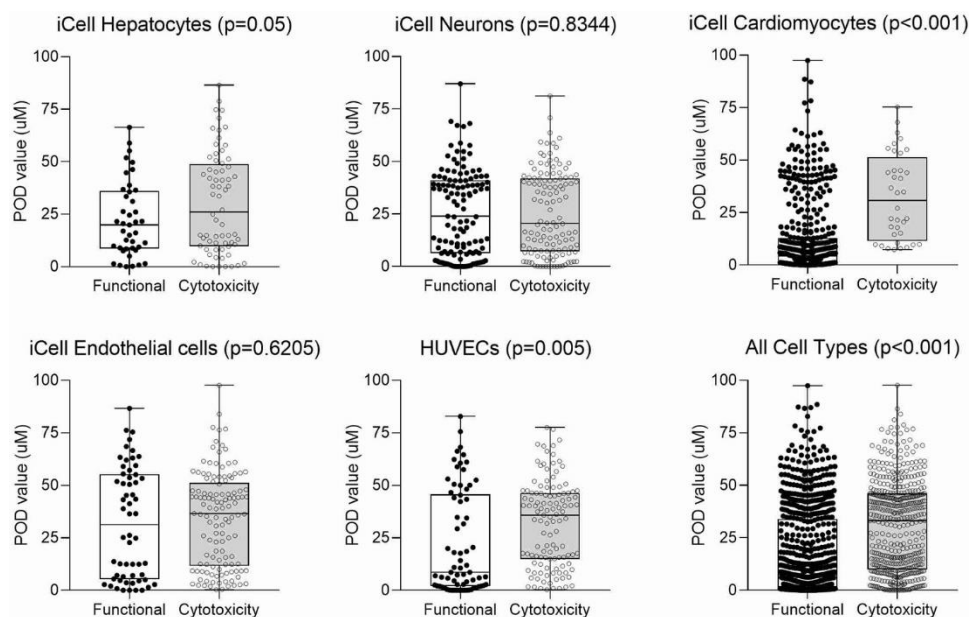 iCell Hepatocytes (p=0.05)
iCell Neurons (p=0.8344)
iCell Cardiomyocytes (p<0.001)
POD value (uM)
100
75
50
25
0
Functional Cytotoxicity
POD value (uM)
100
75
50
25
0
Functional Cytotoxicity
POD value (uM)
100
75
50
25
0
Functional Cytotoxicity
iCell Endothelial cells (p=0.6205)
HUVECs (p=0.005)
All Cell Types (p<0.001)
POD value (uM)
100
75
50
25
0
Functional Cytotoxicity
POD value (uM)
100
75
50
25
0
Functional Cytotoxicity
POD value (uM)
100
75
50
25
0
Functional Cytotoxicity